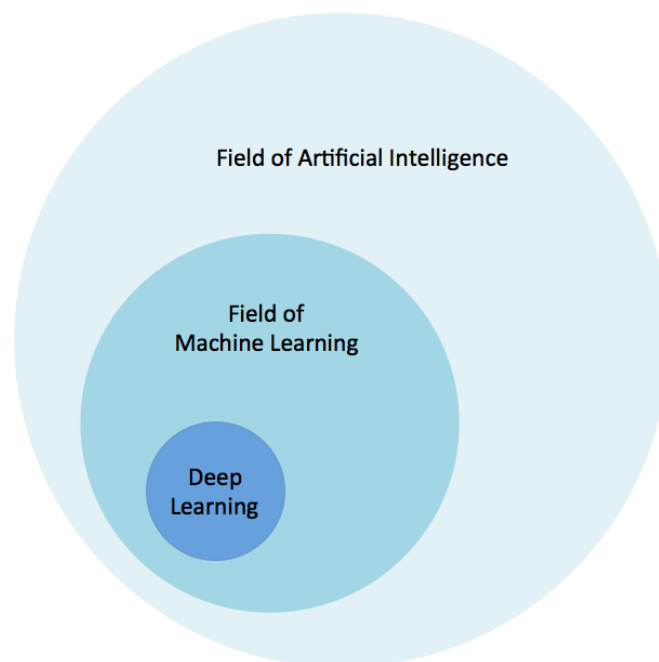 Field of Artificial Intelligence
Field of
Machine Learning
Deep
Learning